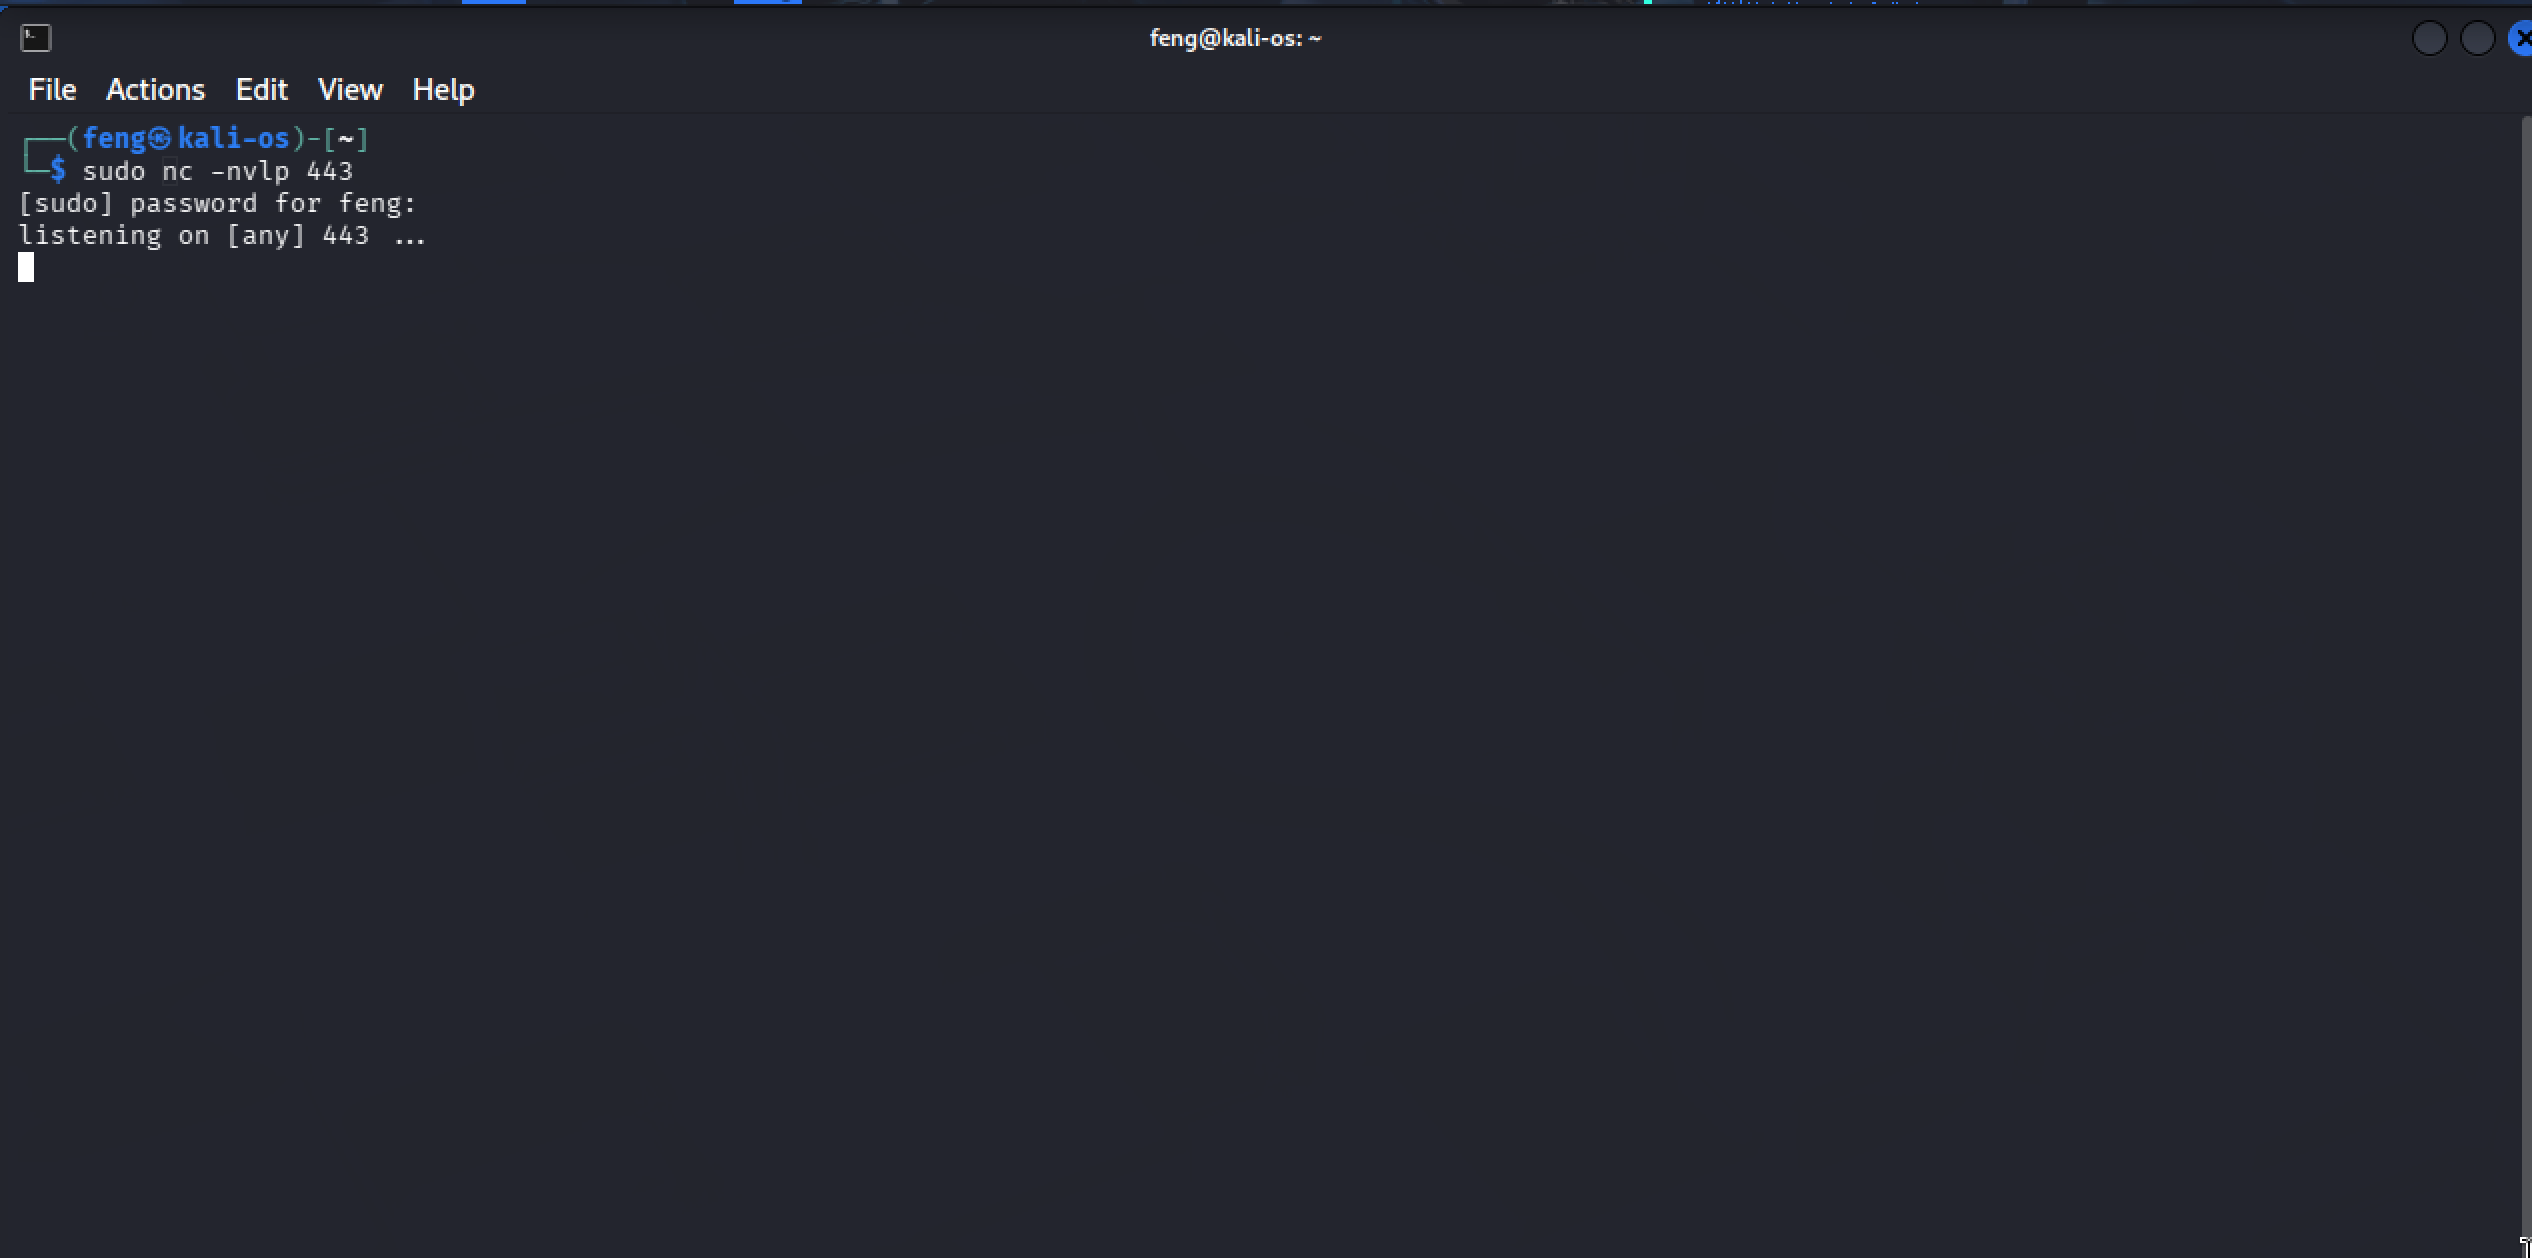 feng@kali-os: ~
File Actions Edit View Help
┌──(feng㉿kali-os)-[~]
└─$ sudo nc -nvlp 443
[sudo] password for feng:
listening on [any] 443 ...